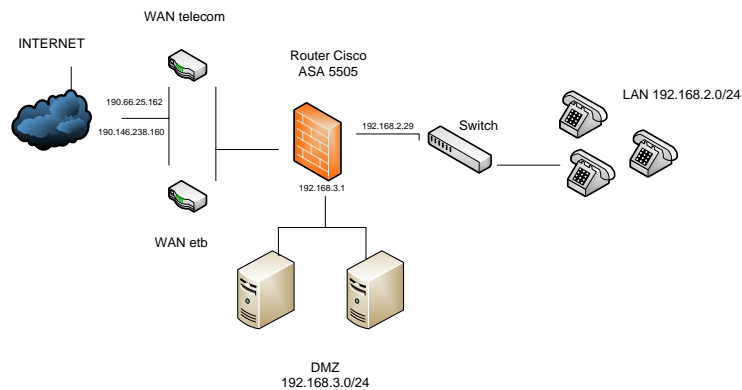 WAN telecom
INTERNET
Router Cisco
ASA 5505
190.66.25.162
190.146.238.160
192.168.2.29
Switch
LAN 192.168.2.0/24
192.168.3.1
WAN etb
DMZ
192.168.3.0/24